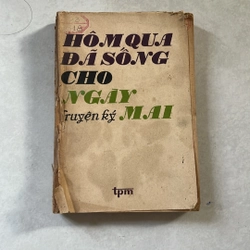 HÔM QUA
ĐÃ SỐNG
CHO
NGÀY
truyện ký MAI
tpm